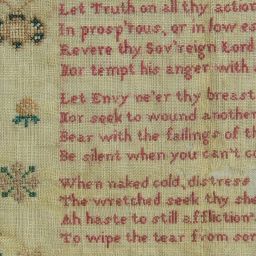 Let Truth on all thy action
In prosp'rous, or in low es
Revere thy Sov'reign Lord
Nor tempt his anger with
Let Envy ne'er thy breast
Nor seek to wound another
Bear with the failings of th
Be silent when you can't co
When naked cold, distress
The wretched seek thy she
Ah haste to still affliction
To wipe the tear from sor